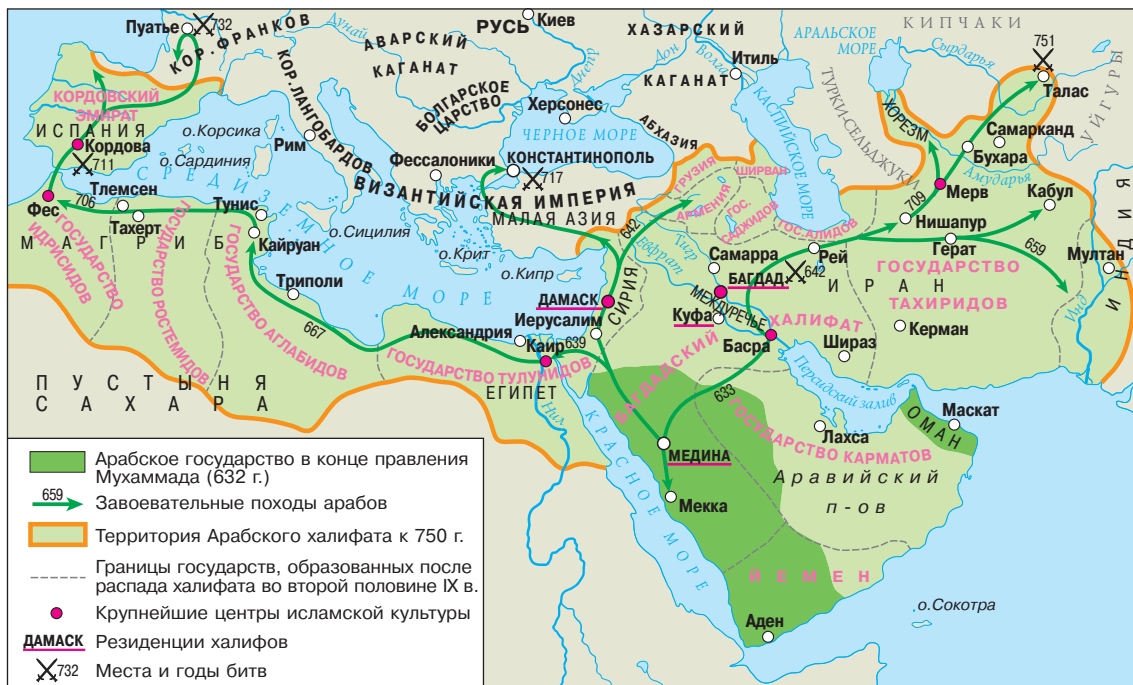 Пуатье
732
КОР. ФРАНКОВ
Дунай
АВАРСКИЙ
КАГАНАТ
РУСЬ
Киев
Днепр
ХАЗАРСКИЙ
КАГАНАТ
Дон
Волга
Итиль
АРАЛЬСКОЕ
МОРЕ
КИПЧАКИ
Сырдарья
751
Талас
УЙГУРЫ
КОРДОВСКИЙ
ЭМИРАТ
ИСПАНИЯ
Кордова
711
о.Корсика
о.Сардиния
КОР. ЛАНГОБАРДОВ
Рим
БОЛГАРСКОЕ
ЦАРСТВО
Херсонес
ЧЕРНОЕ МОРЕ
АБХАЗИЯ
КАСПИЙСКОЕ МОРЕ
ТУРКИ-СЕЛЬДЖУКИ
ХОРЕЗМ
Самарканд
Бухара
Амударья
Фессалоники
КОНСТАНТИНОПОЛЬ
717
ВИЗАНТИЙСКАЯ ИМПЕРИЯ
МАЛАЯ АЗИЯ
ГРУЗИЯ
ШИРВАН
АРМЕНИЯ
ГОС.
САДЖИДОВ
ГОС. АЛИДОВ
Мерв
709
Кабул
Нишапур
Герат
659
ИНДИЯ
Мултан
Инд
Фес
706
Тлемсен
Тахерт
Тунис
Кайруан
СРЕДИЗЕМНОЕ МОРЕ
о.Сицилия
о.Крит
о.Кипр
642
Тигр
Евфрат
Самарра
Рей
642
БАГДАД
ИРАН
ГОСУДАРСТВО
ТАХИРИДОВ
МАГРИБ
ГОСУДАРСТВО
ИДРИСИДОВ
ГОСУДАРСТВО РОСТЕМИДОВ
ГОСУДАРСТВО АГЛАБИДОВ
Триполи
667
ДАМАСК
СИРИЯ
Иерусалим
МЕЖДУРЕЧЬЕ
Куфа
Басра
БАГДАДСКИЙ
ХАЛИФАТ
Керман
Шираз
Александрия
Каир
639
ГОСУДАРСТВО ТУЛУНИДОВ
ЕГИПЕТ
Нил
633
Персидский залив
Маскат
ОМАН
Лахса
ГОСУДАРСТВО КАРМАТОВ
Аравийский
п-ов
ПУСТЫНЯ
САХАРА
КРАСНОЕ МОРЕ
МЕДИНА
Мекка
ЙЕМЕН
Аден
о.Сокотра
Арабское государство в конце правления
Мухаммада (632 г.)
659
Завоевательные походы арабов
Территория Арабского халифата к 750 г.
Границы государств, образованных после
распада халифата во второй половине IX в.
Крупнейшие центры исламской культуры
ДАМАСК
Резиденции халифов
732
Места и годы битв